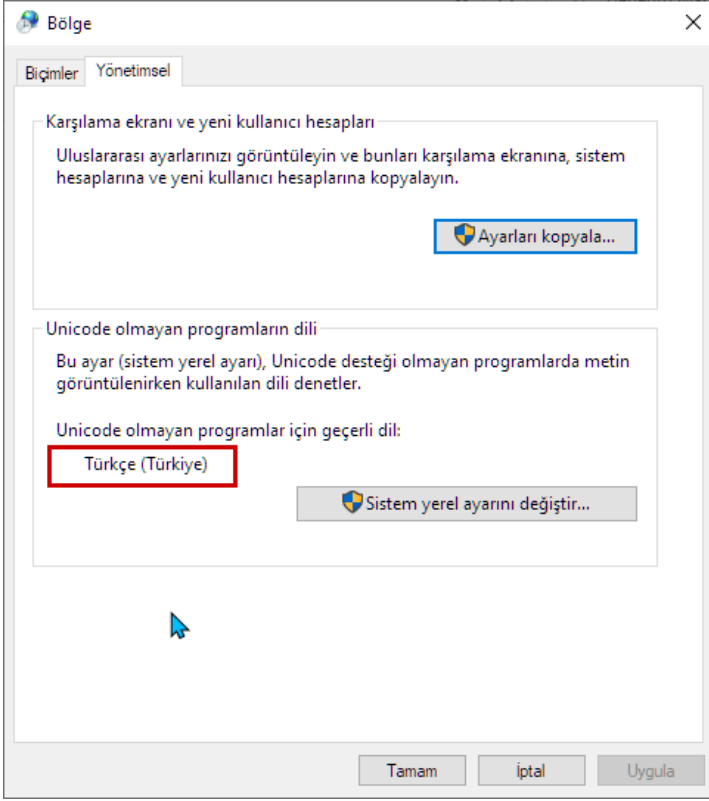 Bölge
Biçimler
Yönetimsel
Karşılama ekranı ve yeni kullanıcı hesapları
Uluslararası ayarlarınızı görüntüleyin ve bunları karşılama ekranına, sistem
hesaplarına ve yeni kullanıcı hesaplarına kopyalayın.
Ayarları kopyala...
Unicode olmayan programların dili
Bu ayar (sistem yerel ayarı), Unicode desteği olmayan programlarda metin
görüntülenirken kullanılan dili denetler.
Unicode olmayan programlar için geçerli dil:
Türkçe (Türkiye)
Sistem yerel ayarını değiştir...
Tamam
İptal
Uygula